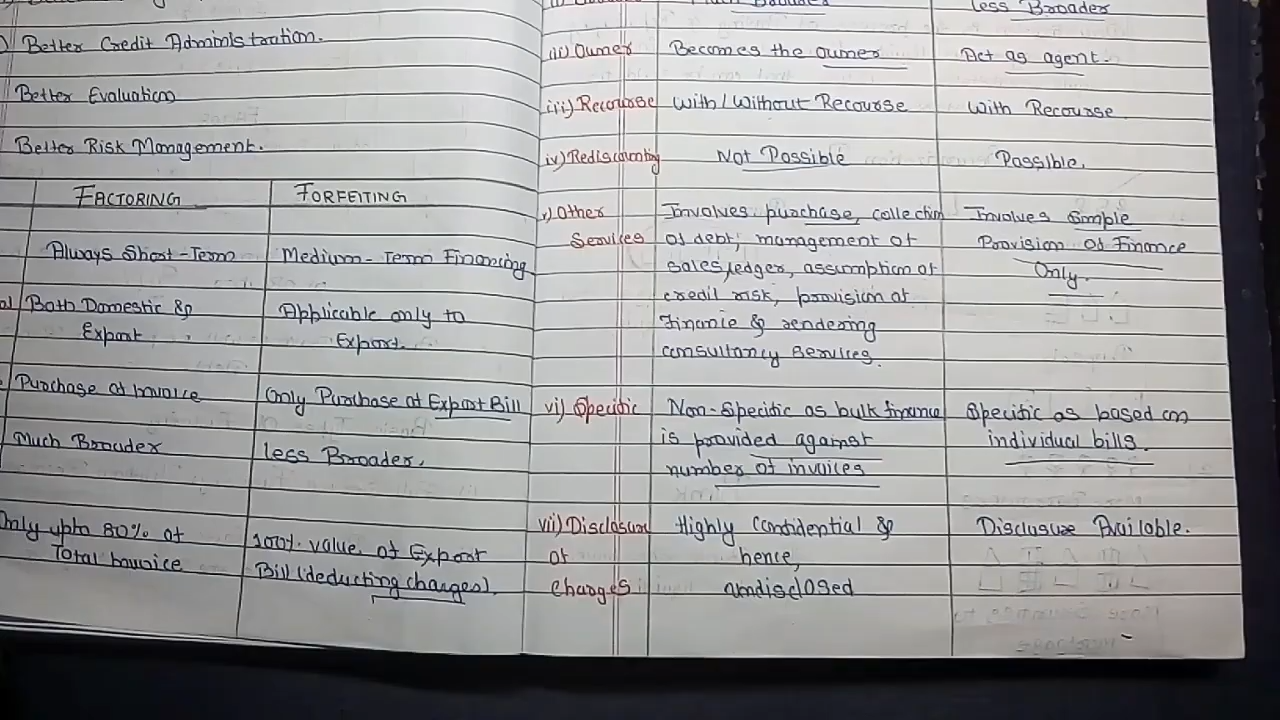 Better Credit Administration.
Better Evaluation
Better Risk Management.
FACTORING FORFEITING
Always Short-Term Medium-Term Financing
Both Domestic & Applicable only to
Export Export.
Purchase of Invoice Only Purchase of Export Bill
Much Broader less Broader.
Only upto 80% of 100% value of Export
Total Invoice Bill (deducting charges).
less Broader
Owner Becomes the owner Act as agent.
iii) Recourse With/Without Recourse With Recourse
iv) Rediscounting Not Possible Possible.
v) Other Involves purchase, collection Involves Simple
Services of debt, management of Provision of Finance
sales ledger, assumption of Only.
credit risk, provision of
finance & rendering
consultancy services.
vi) Specific Non-Specific as bulk finance Specific as based on
is provided against individual bills.
number of invoices
vii) Disclosure Highly Confidential & Disclosure Available.
of hence,
Charges undisclosed